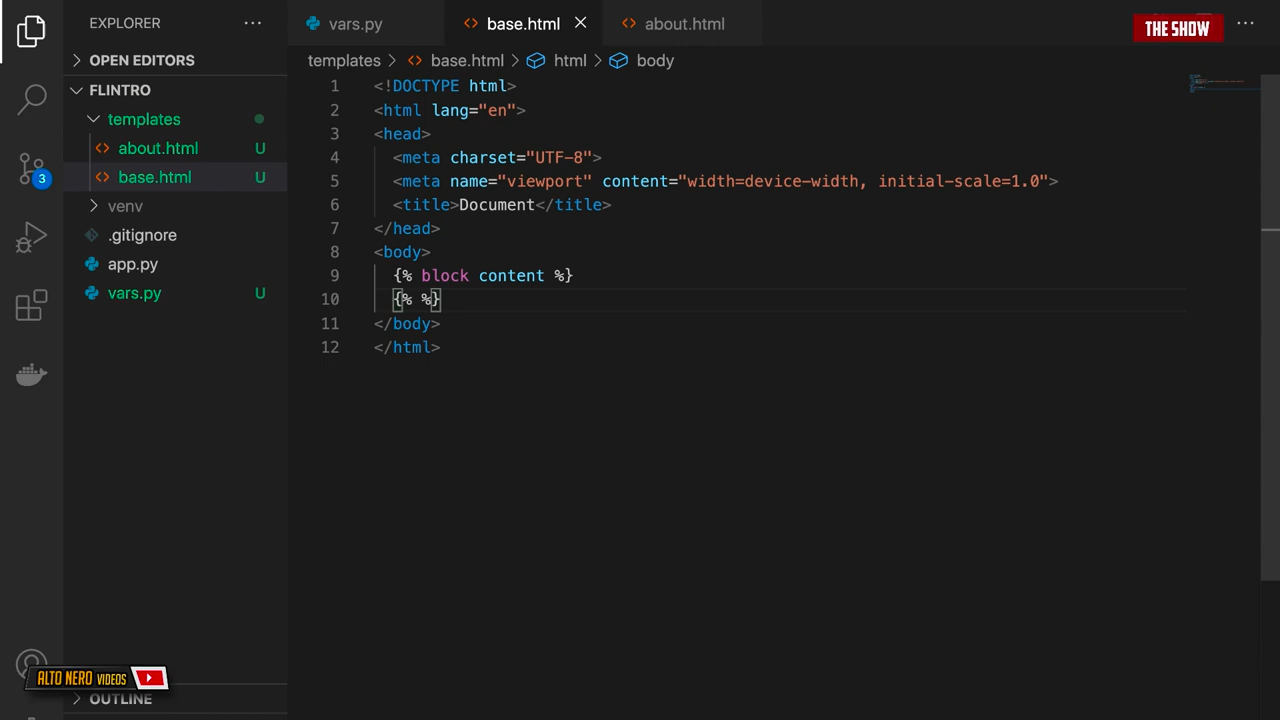 EXPLORER
OPEN EDITORS
FLINTRO
templates
about.html U
base.html U
venv
.gitignore
app.py
vars.py U
3
OUTLINE
vars.py base.html about.html
THE SHOW
templates > base.html > html > body
1 <!DOCTYPE html>
2 <html lang="en">
3 <head>
4 <meta charset="UTF-8">
5 <meta name="viewport" content="width=device-width, initial-scale=1.0">
6 <title>Document</title>
7 </head>
8 <body>
9 {% block content %}
10 {% %}
11 </body>
12 </html>
ALTO NERO VIDEOS